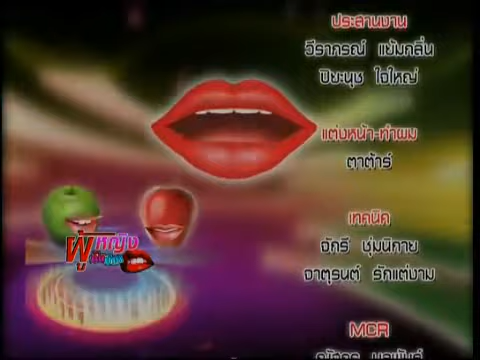 ประสานงาน
วีราภรณ์ แย้มกลิ่น
ปิยะนุช ใจใหญ่
แต่งหน้า-ทำผม
ตาต้าร์
ผู้หญิง
เทคนิค
จักรี ชุ่มนิกาย
จาตุรนต์ รักแต่งาม
MCR